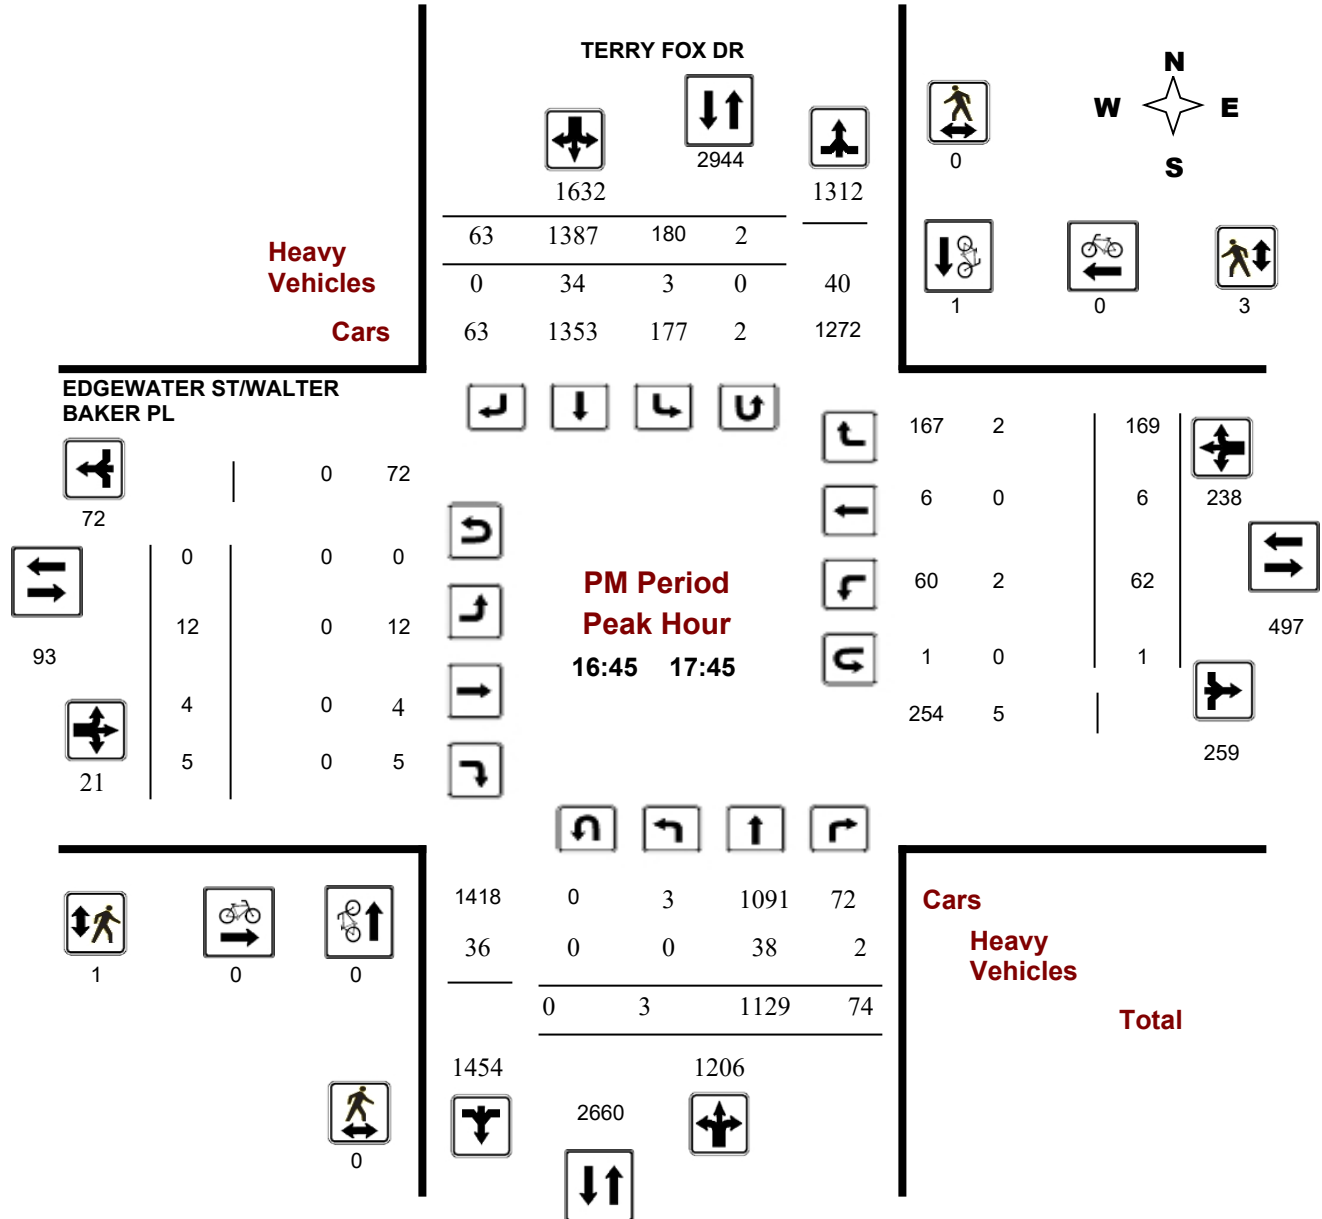 TERRY FOX DR
N
W E
S
2944
0
1632 1312
63 1387 180 2
Heavy
Vehicles 0 34 3 0 40
1 0 3
Cars 63 1353 177 2 1272
EDGEWATER ST/WALTER
BAKER PL
167 2 169
0 72
72
6 0 6 238
0 0 0
PM Period
60 2 62
Peak Hour
12 0 12
497
93
16:45 17:45
1 0 1
4 0 4
254 5
259
5 0 5
21
1418 0 3 1091 72 Cars
36 0 0 38 2 Heavy
Vehicles
1 0 0
0 3 1129 74 Total
1454 1206
2660
0